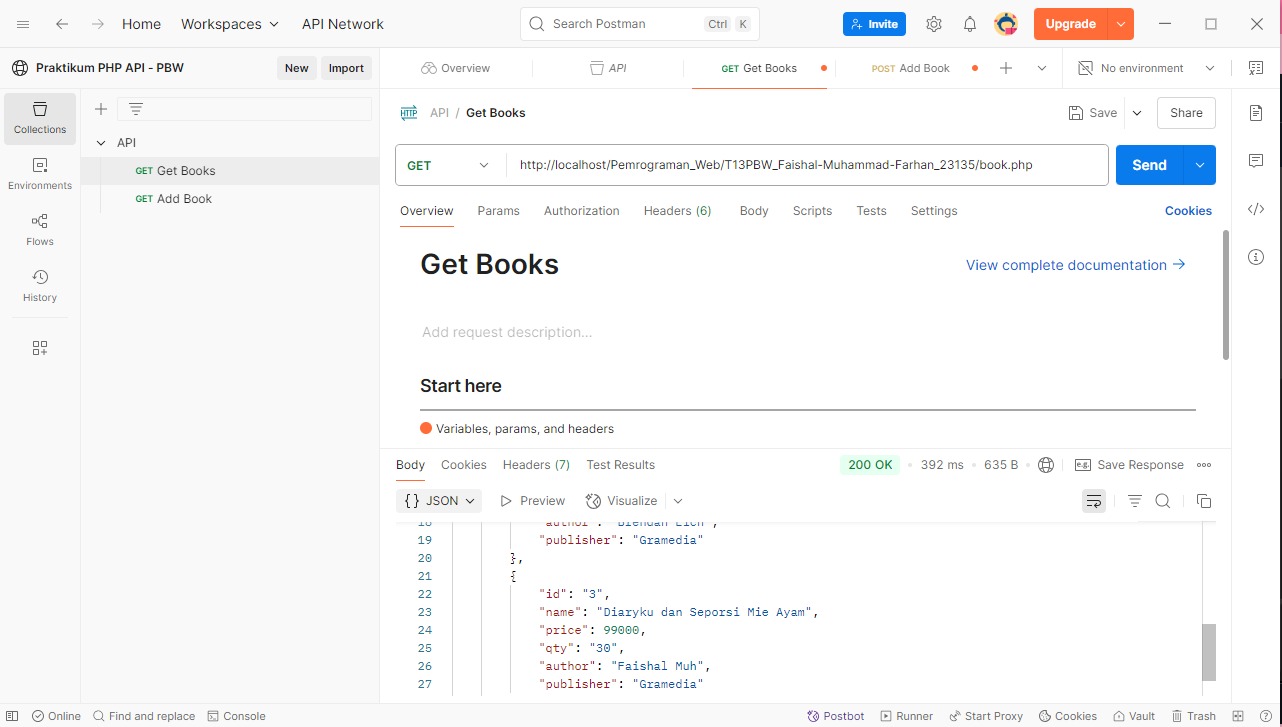 Home Workspaces API Network Search Postman Ctrl K Invite Upgrade
Praktikum PHP API - PBW New Import Overview API GET Get Books POST Add Book No environment
Collections
Environments
Flows
History
API
GET Get Books
GET Add Book
HTTP API / Get Books Save Share
GET http://localhost/Pemrograman_Web/T13PBW_Faishal-Muhammad-Farhan_23135/book.php Send
Overview Params Authorization Headers (6) Body Scripts Tests Settings Cookies
Get Books View complete documentation →
Add request description...
Start here
Variables, params, and headers
Body Cookies Headers (7) Test Results 200 OK 392 ms 635 B e.g. Save Response
{} JSON Preview Visualize
18 "author": "Brendan Eich",
19 "publisher": "Gramedia"
20 },
21 {
22 "id": "3",
23 "name": "Diaryku dan Seporsi Mie Ayam",
24 "price": 99000,
25 "qty": "30",
26 "author": "Faishal Muh",
27 "publisher": "Gramedia"
Online Find and replace Console Postbot Runner Start Proxy Cookies Vault Trash